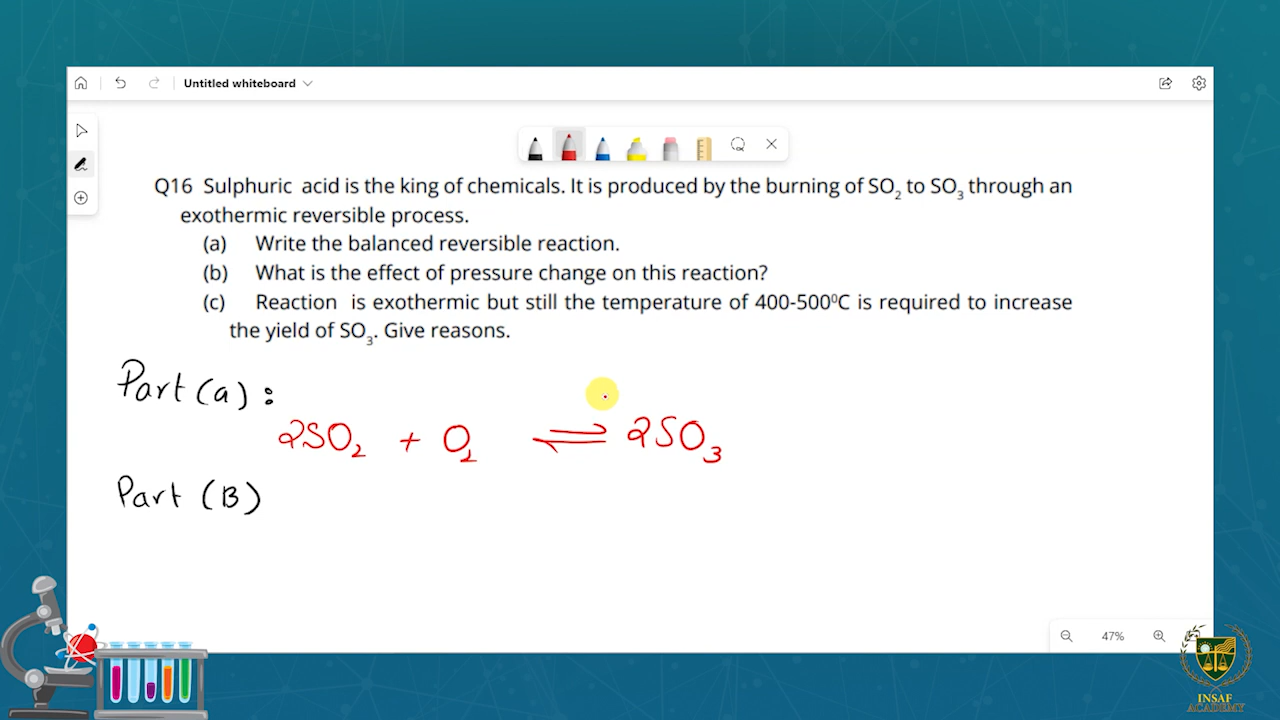 Untitled whiteboard
Q16 Sulphuric acid is the king of chemicals. It is produced by the burning of SO₂ to SO₃ through an
exothermic reversible process.
(a) Write the balanced reversible reaction.
(b) What is the effect of pressure change on this reaction?
(c) Reaction is exothermic but still the temperature of 400-500⁰C is required to increase
the yield of SO₃. Give reasons.
Part (a) :
2SO₂ + O₂ ⇌ 2SO₃
Part (B)
47%
INSAF
ACADEMY